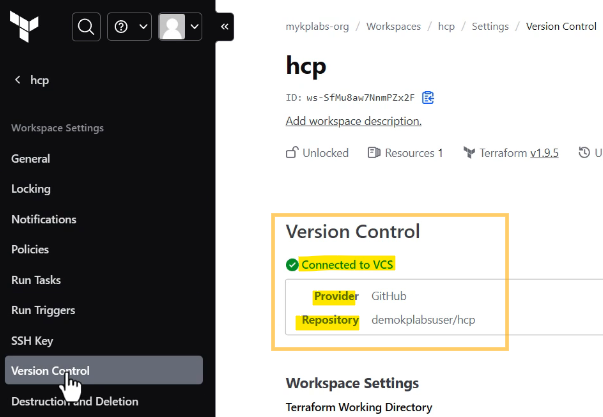 mykplabs-org / Workspaces / hcp / Settings / Version Control
hcp
hcp
ID: ws-SfMu8aw7NnmPZx2F
Add workspace description.
Workspace Settings
General
Unlocked Resources 1 Terraform v1.9.5 U
Locking
Notifications
Version Control
Policies
Connected to VCS
Run Tasks
Provider GitHub
Run Triggers
Repository demokplabsuser/hcp
SSH Key
Version Control
Workspace Settings
Destruction and Deletion
Terraform Working Directory